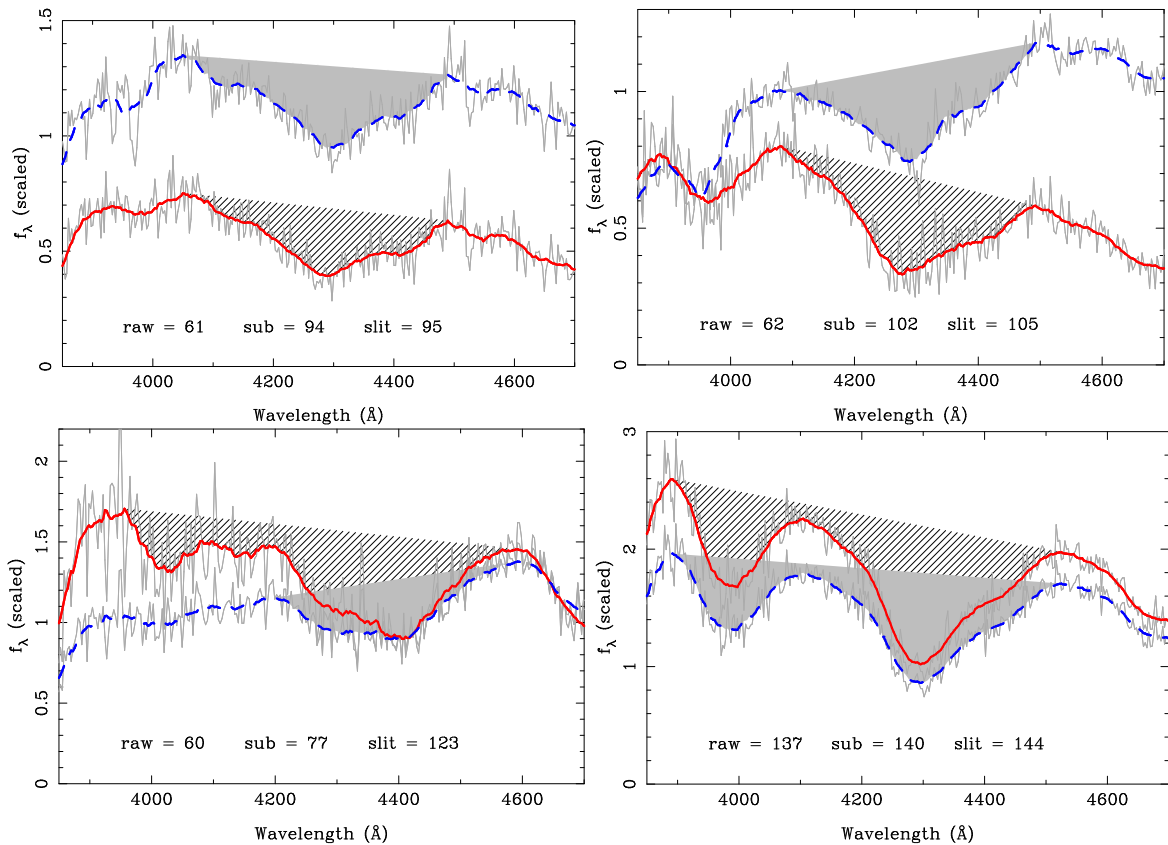 1.5
1
0.5
0
f_λ (scaled)
raw = 61 sub = 94 slit = 95
4000 4200 4400 4600
Wavelength (Å)
1
0.5
0
f_λ (scaled)
raw = 62 sub = 102 slit = 105
4000 4200 4400 4600
Wavelength (Å)
2
1.5
1
0.5
0
f_λ (scaled)
raw = 60 sub = 77 slit = 123
4000 4200 4400 4600
Wavelength (Å)
3
2
1
0
f_λ (scaled)
raw = 137 sub = 140 slit = 144
4000 4200 4400 4600
Wavelength (Å)